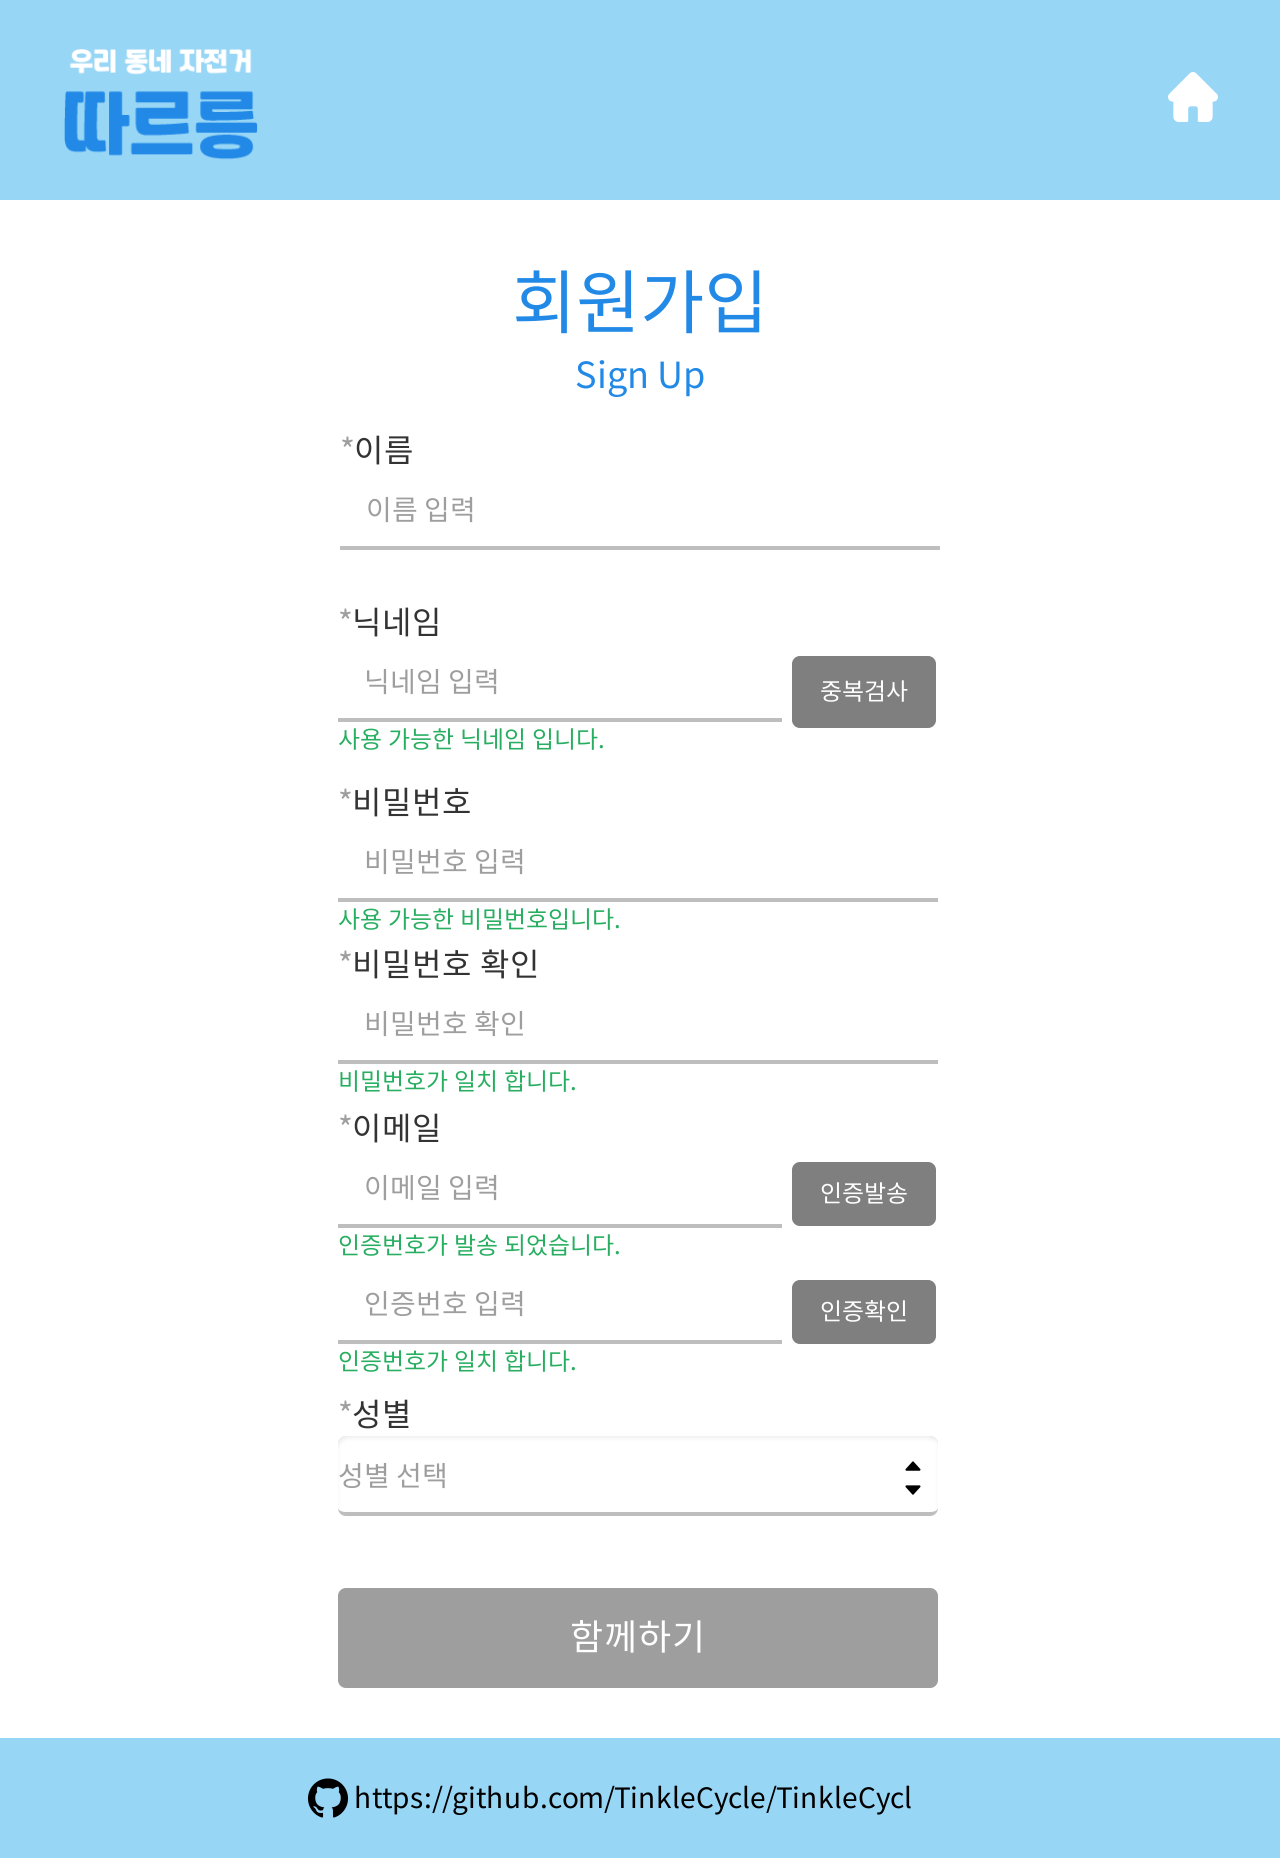 우리 동네 자전거
따르릉
회원가입
Sign Up
*이름
이름 입력
*닉네임
닉네임 입력
중복검사
사용 가능한 닉네임 입니다.
*비밀번호
비밀번호 입력
사용 가능한 비밀번호입니다.
*비밀번호 확인
비밀번호 확인
비밀번호가 일치 합니다.
*이메일
이메일 입력
인증발송
인증번호가 발송 되었습니다.
인증번호 입력
인증확인
인증번호가 일치 합니다.
*성별
성별 선택
함께하기
https://github.com/TinkleCycle/TinkleCycl